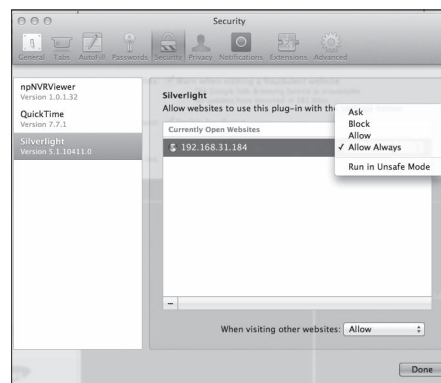 Security
General Tabs AutoFill Passwords Security Privacy Notifications Extensions Advanced
npNVRViewer
Version 1.0.1.32
QuickTime
Version 7.7.1
Silverlight
Version 5.1.10411.0
Silverlight
Allow websites to use this plug-in with the
Currently Open Websites
192.168.31.184
Ask
Block
Allow
✓ Allow Always
Run in Unsafe Mode
−
When visiting other websites: Allow
Done